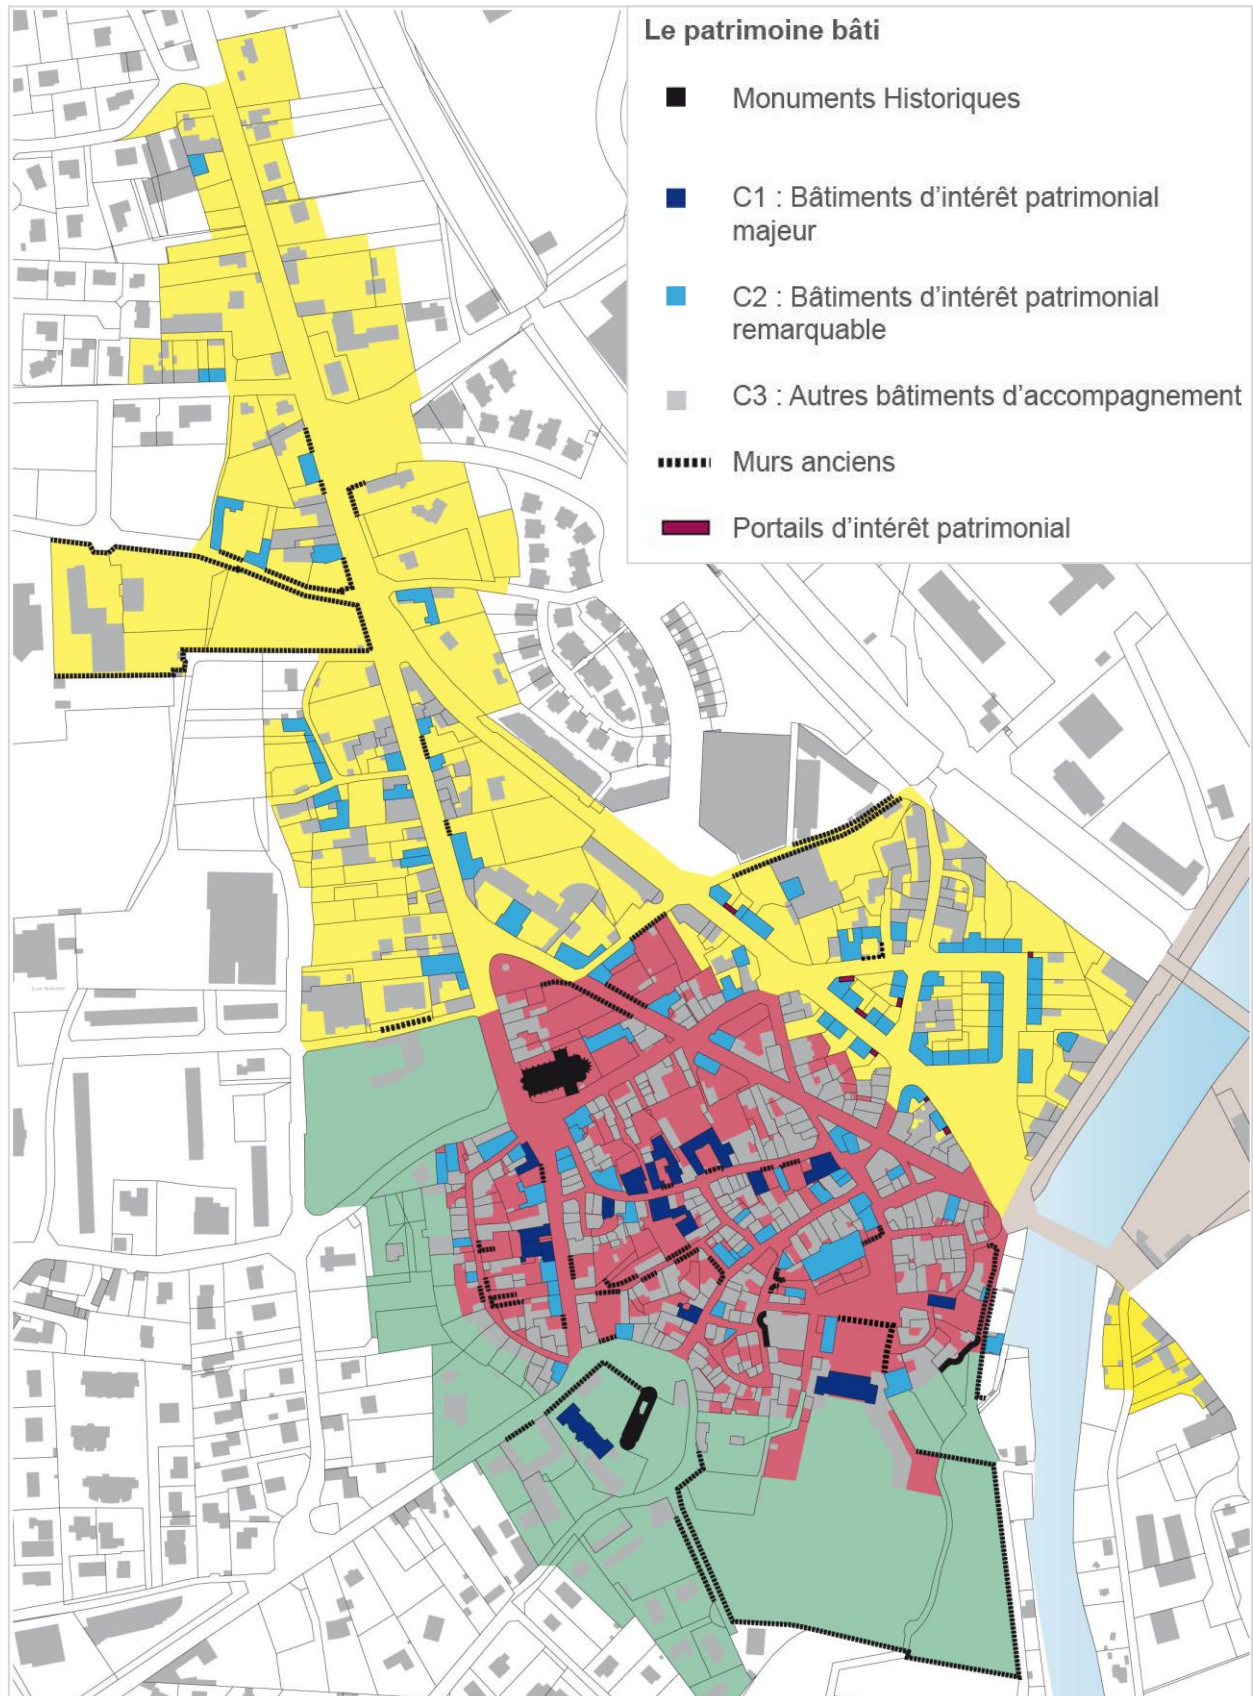 Le patrimoine bâti
Monuments Historiques
C1 : Bâtiments d’intérêt patrimonial
majeur
C2 : Bâtiments d’intérêt patrimonial
remarquable
C3 : Autres bâtiments d’accompagnement
Murs anciens
Portails d’intérêt patrimonial